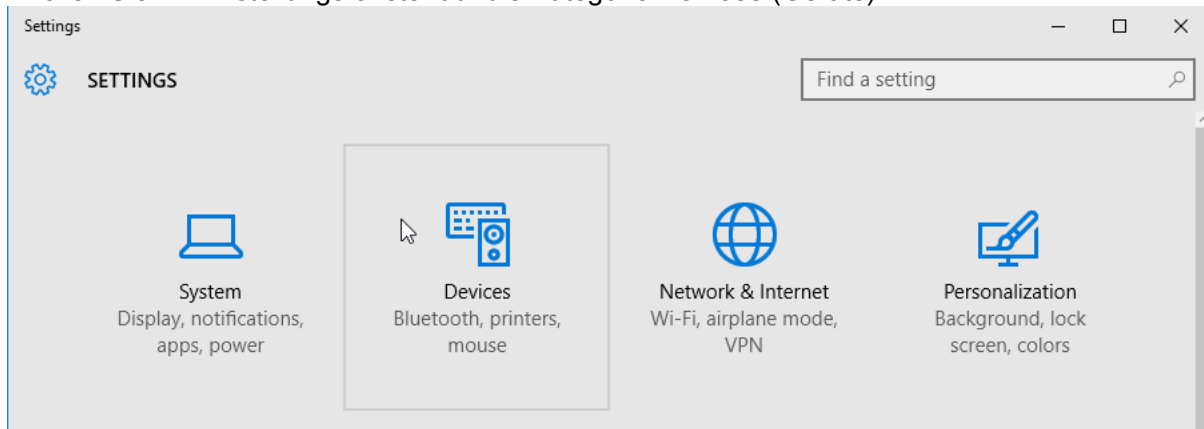 Settings
SETTINGS
Find a setting
System
Display, notifications,
apps, power
Devices
Bluetooth, printers,
mouse
Network & Internet
Wi-Fi, airplane mode,
VPN
Personalization
Background, lock
screen, colors